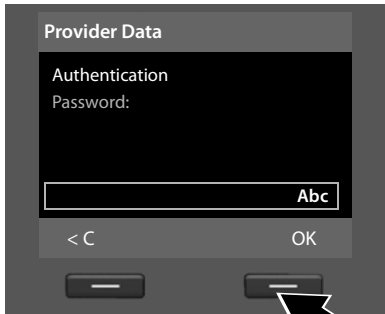 Provider Data
Authentication
Password:
Abc
< C OK